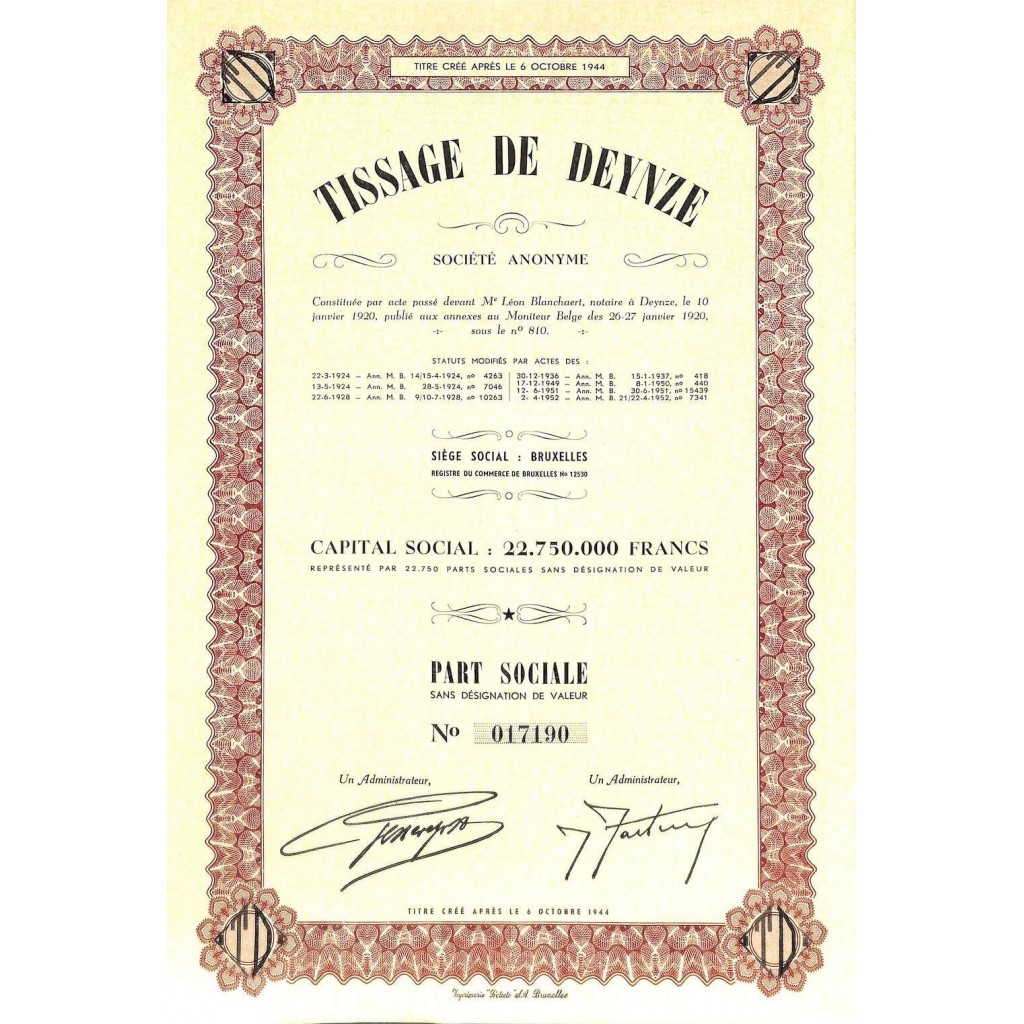 TITRE CRÉÉ APRÈS LE 6 OCTOBRE 1944
TD TD
TISSAGE DE DEYNZE
SOCIÉTÉ ANONYME
Constituée par acte passé devant Me Léon Blanchaert, notaire à Deynze, le 10
janvier 1920, publié aux annexes au Moniteur Belge des 26-27 janvier 1920,
-:- sous le no 810. -:-
STATUTS MODIFIÉS PAR ACTES DES :
22-3-1924 – Ann. M. B. 14/15-4-1924, no 4263
13-5-1924 – Ann. M. B. 28-5-1924, no 7046
22-6-1928 – Ann. M. B. 9/10-7-1928, no 10263
30-12-1936 – Ann. M. B. 15-1-1937, no 418
17-12-1949 – Ann. M. B. 8-1-1950, no 440
12- 6-1951 – Ann. M. B. 30-6-1951, no 15439
2- 4-1952 – Ann. M. B. 21/22-4-1952, no 7341
SIÈGE SOCIAL : BRUXELLES
REGISTRE DU COMMERCE DE BRUXELLES No 12530
CAPITAL SOCIAL : 22.750.000 FRANCS
REPRÉSENTÉ PAR 22.750 PARTS SOCIALES SANS DÉSIGNATION DE VALEUR
PART SOCIALE
SANS DÉSIGNATION DE VALEUR
No 017190
Un Administrateur, Un Administrateur,
TITRE CRÉÉ APRÈS LE 6 OCTOBRE 1944
TD TD
Imprimerie S.A. Bruxelles